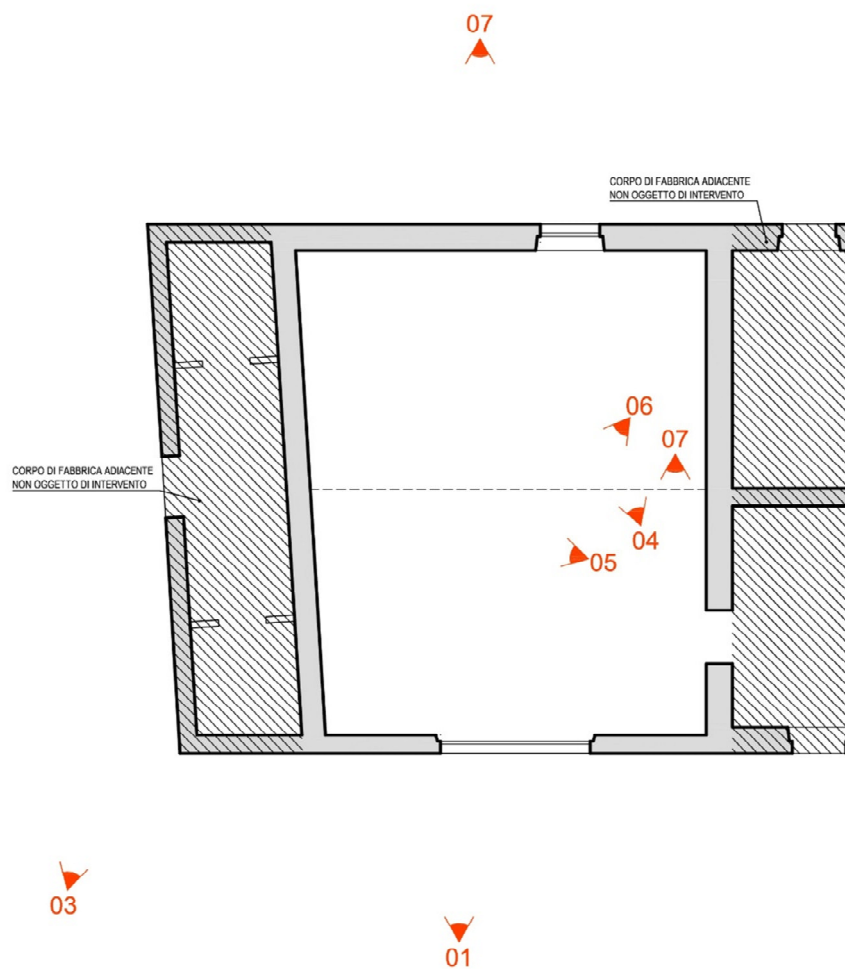 07
CORPO DI FABBRICA ADIACENTE
NON OGGETTO DI INTERVENTO
06
07
CORPO DI FABBRICA ADIACENTE
NON OGGETTO DI INTERVENTO
04
05
03
01